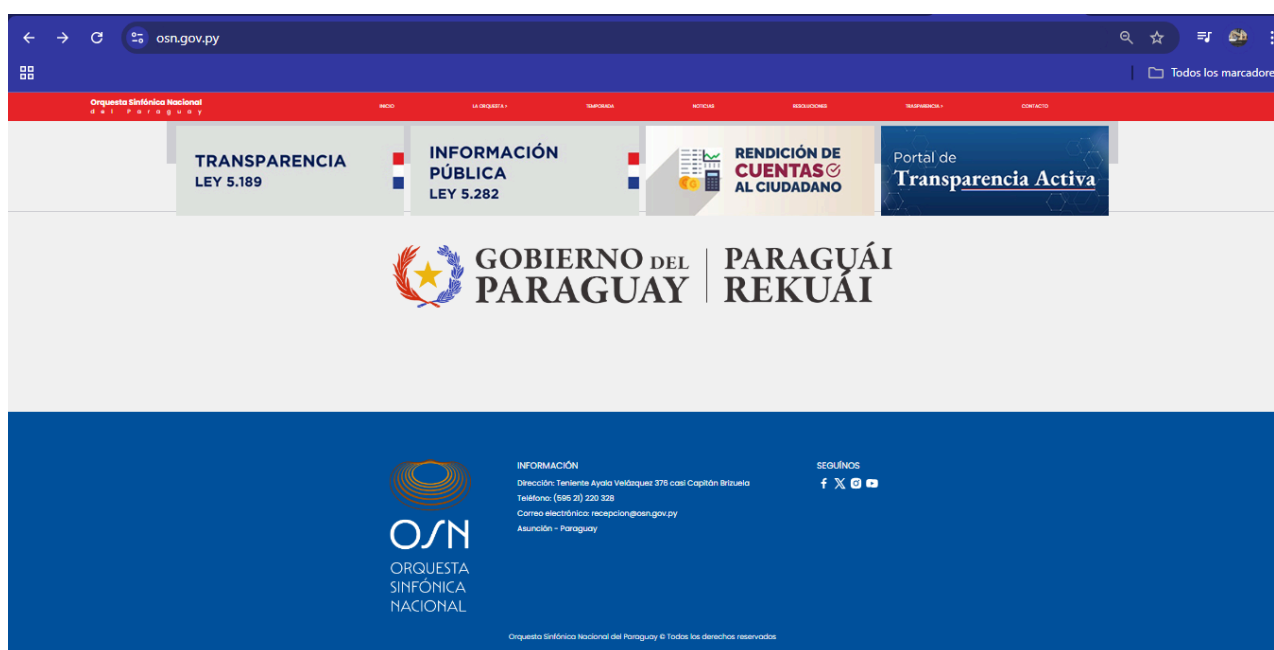 osn.gov.py
Todos los marcadore
Orquesta Sinfónica Nacional
del Paraguay
INICIO
LA ORQUESTA
TEMPORADA
NOTICIAS
RESOLUCIONES
TRASPARENCIA
CONTACTO
TRANSPARENCIA
LEY 5.189
INFORMACIÓN
PÚBLICA
LEY 5.282
RENDICIÓN DE
CUENTAS
AL CIUDADANO
Portal de
Transparencia Activa
GOBIERNO DEL
PARAGUAY
PARAGUÁI
REKUÁI
OSN
ORQUESTA
SINFÓNICA
NACIONAL
INFORMACIÓN
Dirección: Teniente Ayala Velázquez 376 casi Capitán Brizuela
Teléfono: (595 21) 220 328
Correo electrónico: recepcion@osn.gov.py
Asunción - Paraguay
SEGUÍNOS
Orquesta Sinfónica Nacional del Paraguay © Todos los derechos reservados